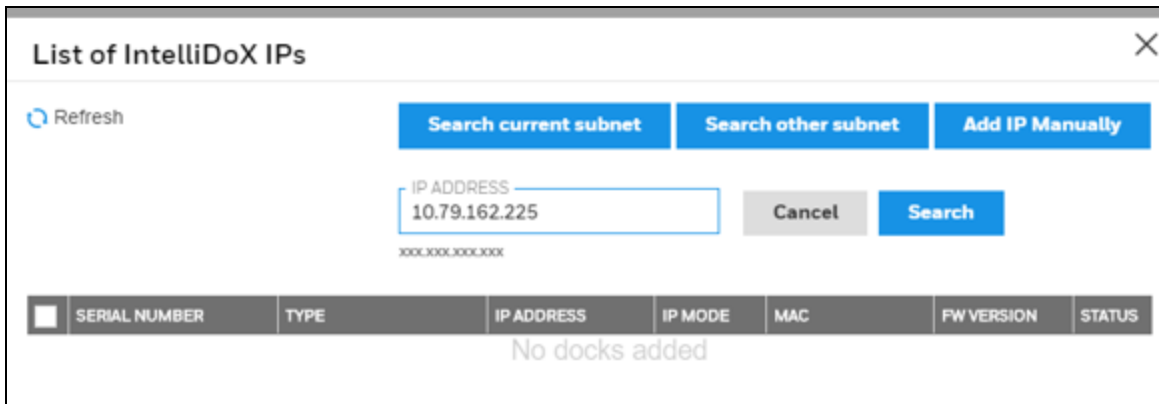 List of IntelliDoX IPs
Refresh
Search current subnet
Search other subnet
Add IP Manually
IP ADDRESS
10.79.162.225
Cancel
Search
xxx.xxx.xxx.xxx
SERIAL NUMBER TYPE IP ADDRESS IP MODE MAC FW VERSION STATUS
No docks added